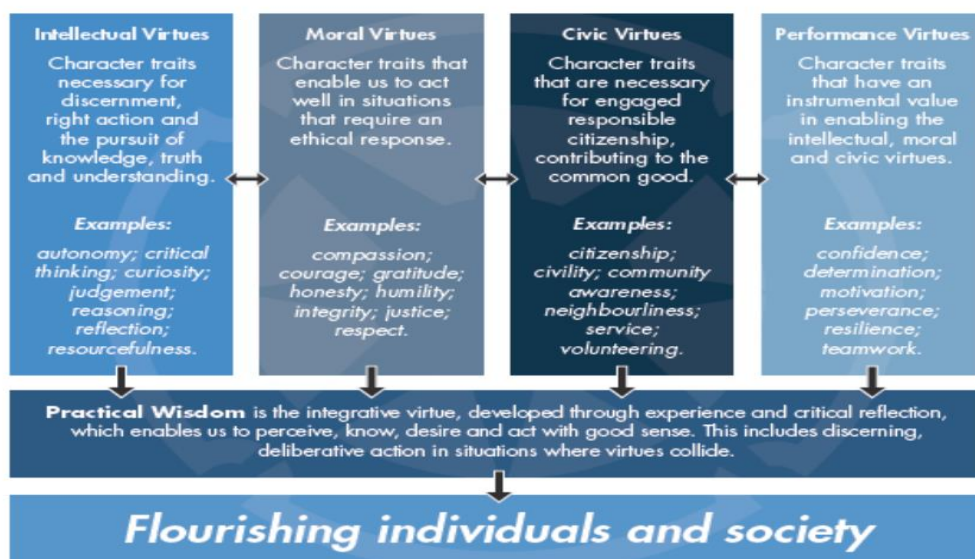 Intellectual Virtues
Character traits
necessary for
discernment,
right action and
the pursuit of
knowledge, truth
and understanding.
Examples:
autonomy; critical
thinking; curiosity;
judgement;
reasoning;
reflection;
resourcefulness.
Moral Virtues
Character traits that
enable us to act
well in situations
that require an
ethical response.
Examples:
compassion;
courage; gratitude;
honesty; humility;
integrity; justice;
respect.
Civic Virtues
Character traits
that are necessary
for engaged
responsible
citizenship,
contributing to the
common good.
Examples:
citizenship;
civility; community
awareness;
neighbourliness;
service;
volunteering.
Performance Virtues
Character traits
that have an
instrumental value
in enabling the
intellectual, moral
and civic virtues.
Examples:
confidence;
determination;
motivation;
perseverance;
resilience;
teamwork.
Practical Wisdom is the integrative virtue, developed through experience and critical reflection,
which enables us to perceive, know, desire and act with good sense. This includes discerning,
deliberative action in situations where virtues collide.
Flourishing individuals and society